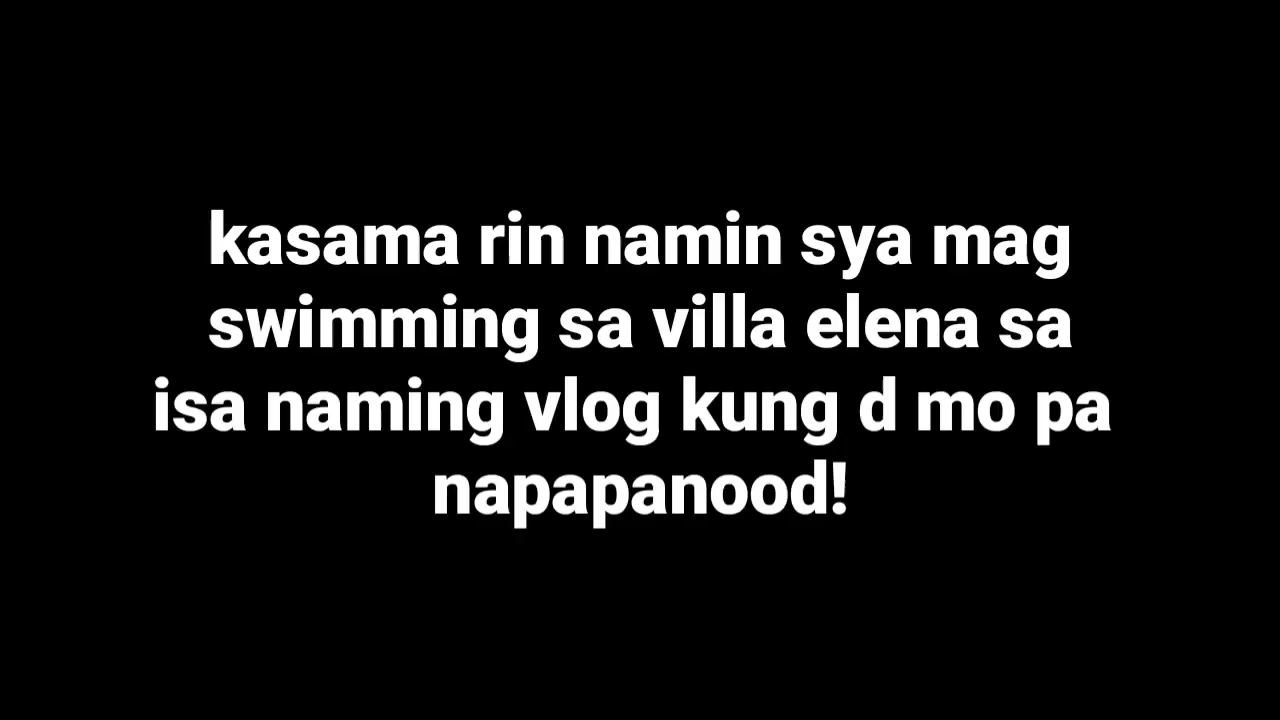 kasama rin namin sya mag
swimming sa villa elena sa
isa naming vlog kung d mo pa
napapanood!